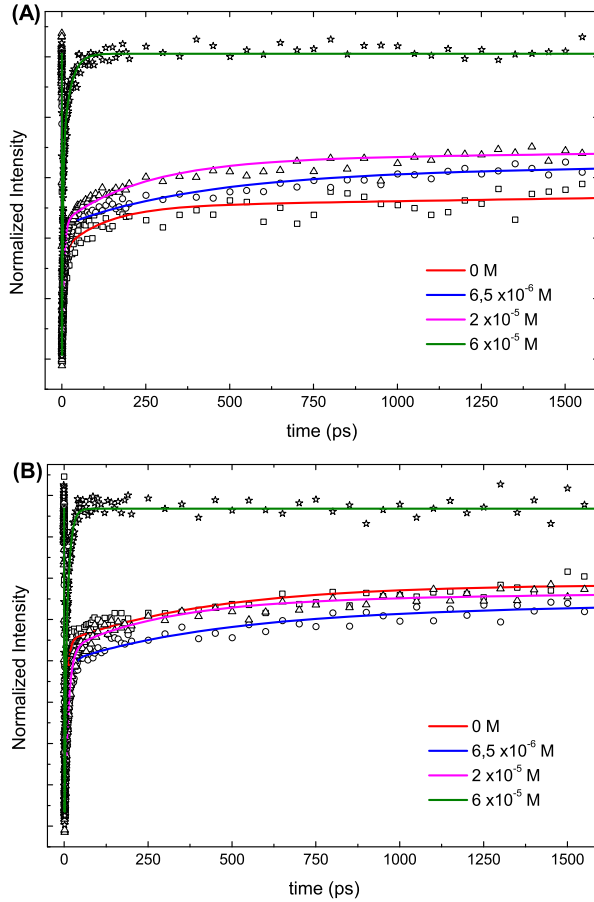 (A)
Normalized Intensity
0 M
6,5 x10⁻⁶ M
2 x10⁻⁵ M
6 x10⁻⁵ M
0 250 500 750 1000 1250 1500
time (ps)
(B)
Normalized Intensity
0 M
6,5 x10⁻⁶ M
2 x10⁻⁵ M
6 x10⁻⁵ M
0 250 500 750 1000 1250 1500
time (ps)